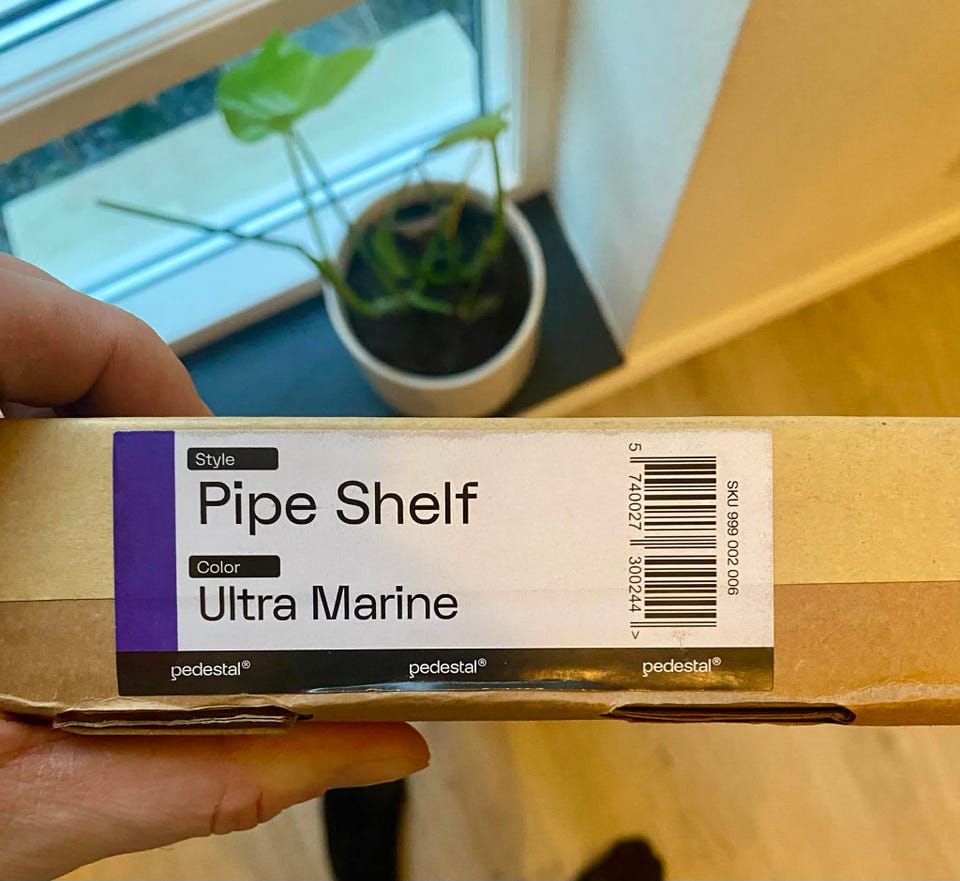 Style
Pipe Shelf
Color
Ultra Marine
5 740027 300244 >
SKU 999 002 006
pedestal® pedestal® pedestal®